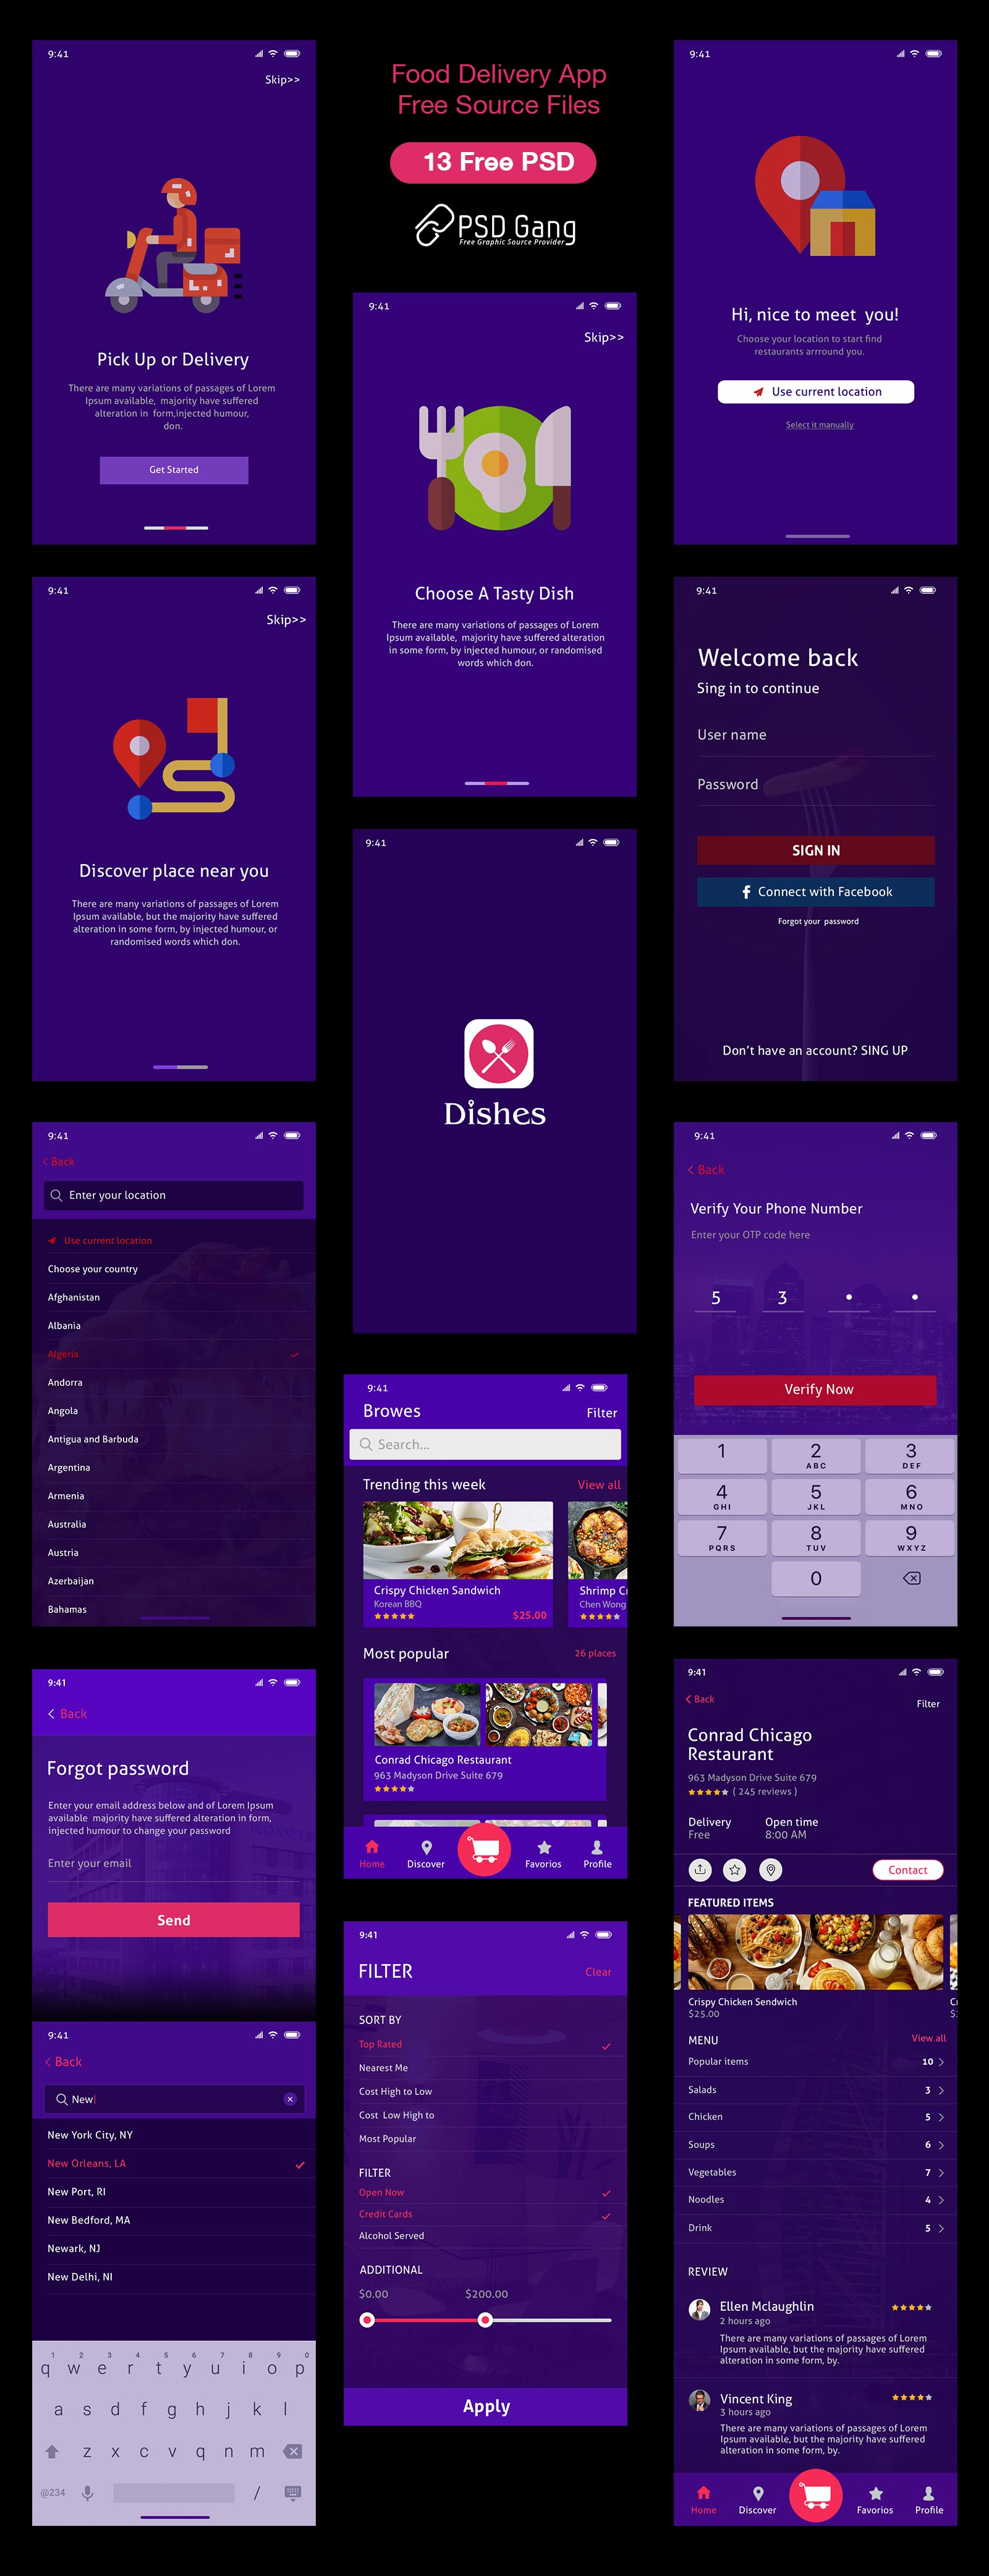 9:41
Skip>>
Pick Up or Delivery
There are many variations of passages of Lorem
Ipsum available, majority have suffered
alteration in form,injected humour,
don.
Get Started
Food Delivery App
Free Source Files
13 Free PSD
PSD Gang
Free Graphic Source Provider
9:41
Hi, nice to meet you!
Choose your location to start find
restaurants arrround you.
Use current location
Select it manually
9:41
Skip>>
Choose A Tasty Dish
There are many variations of passages of Lorem
Ipsum available, majority have suffered alteration
in some form, by injected humour, or randomised
words which don.
9:41
Skip>>
Discover place near you
There are many variations of passages of Lorem
Ipsum available, but the majority have suffered
alteration in some form, by injected humour, or
randomised words which don.
9:41
Welcome back
Sing in to continue
User name
Password
SIGN IN
f Connect with Facebook
Forgot your password
Don't have an account? SING UP
9:41
Dishes
9:41
< Back
Enter your location
Use current location
Choose your country
Afghanistan
Albania
Algeria
Andorra
Angola
Antigua and Barbuda
Argentina
Armenia
Australia
Austria
Azerbaijan
Bahamas
9:41
< Back
Verify Your Phone Number
Enter your OTP code here
5 3 • •
Verify Now
1 2 3
ABC DEF
4 5 6
GHI JKL MNO
7 8 9
PQRS TUV WXYZ
0
9:41
Browes
Filter
Search...
Trending this week
View all
Crispy Chicken Sandwich
Korean BBQ
$25.00
Shrimp C
Chen Wong
Most popular
26 places
Conrad Chicago Restaurant
963 Madyson Drive Suite 679
Home Discover Favorios Profile
9:41
< Back
Forgot password
Enter your email address below and of Lorem Ipsum
available majority have suffered alteration in form,
injected humour to change your password
Enter your email
Send
9:41
< Back
New
New York City, NY
New Orleans, LA
New Port, RI
New Bedford, MA
Newark, NJ
New Delhi, NI
1 2 3 4 5 6 7 8 9 0
q w e r t y u i o p
a s d f g h j k l
z x c v q n m
@234 /
9:41
FILTER
Clear
SORT BY
Top Rated
Nearest Me
Cost High to Low
Cost Low High to
Most Popular
FILTER
Open Now
Credit Cards
Alcohol Served
ADDITIONAL
$0.00 $200.00
Apply
9:41
< Back
Filter
Conrad Chicago
Restaurant
963 Madyson Drive Suite 679
( 245 reviews )
Delivery Open time
Free 8:00 AM
Contact
FEATURED ITEMS
Crispy Chicken Sandwich
$25.00
C
$
MENU
View all
Popular items 10 >
Salads 3 >
Chicken 5 >
Soups 6 >
Vegetables 7 >
Noodles 4 >
Drink 5 >
REVIEW
Ellen Mclaughlin
2 hours ago
There are many variations of passages of Lorem
Ipsum available, but the majority have suffered
alteration in some form, by.
Vincent King
3 hours ago
There are many variations of passages of Lorem
Ipsum available, but the majority have suffered
alteration in some form, by.
Home Discover Favorios Profile